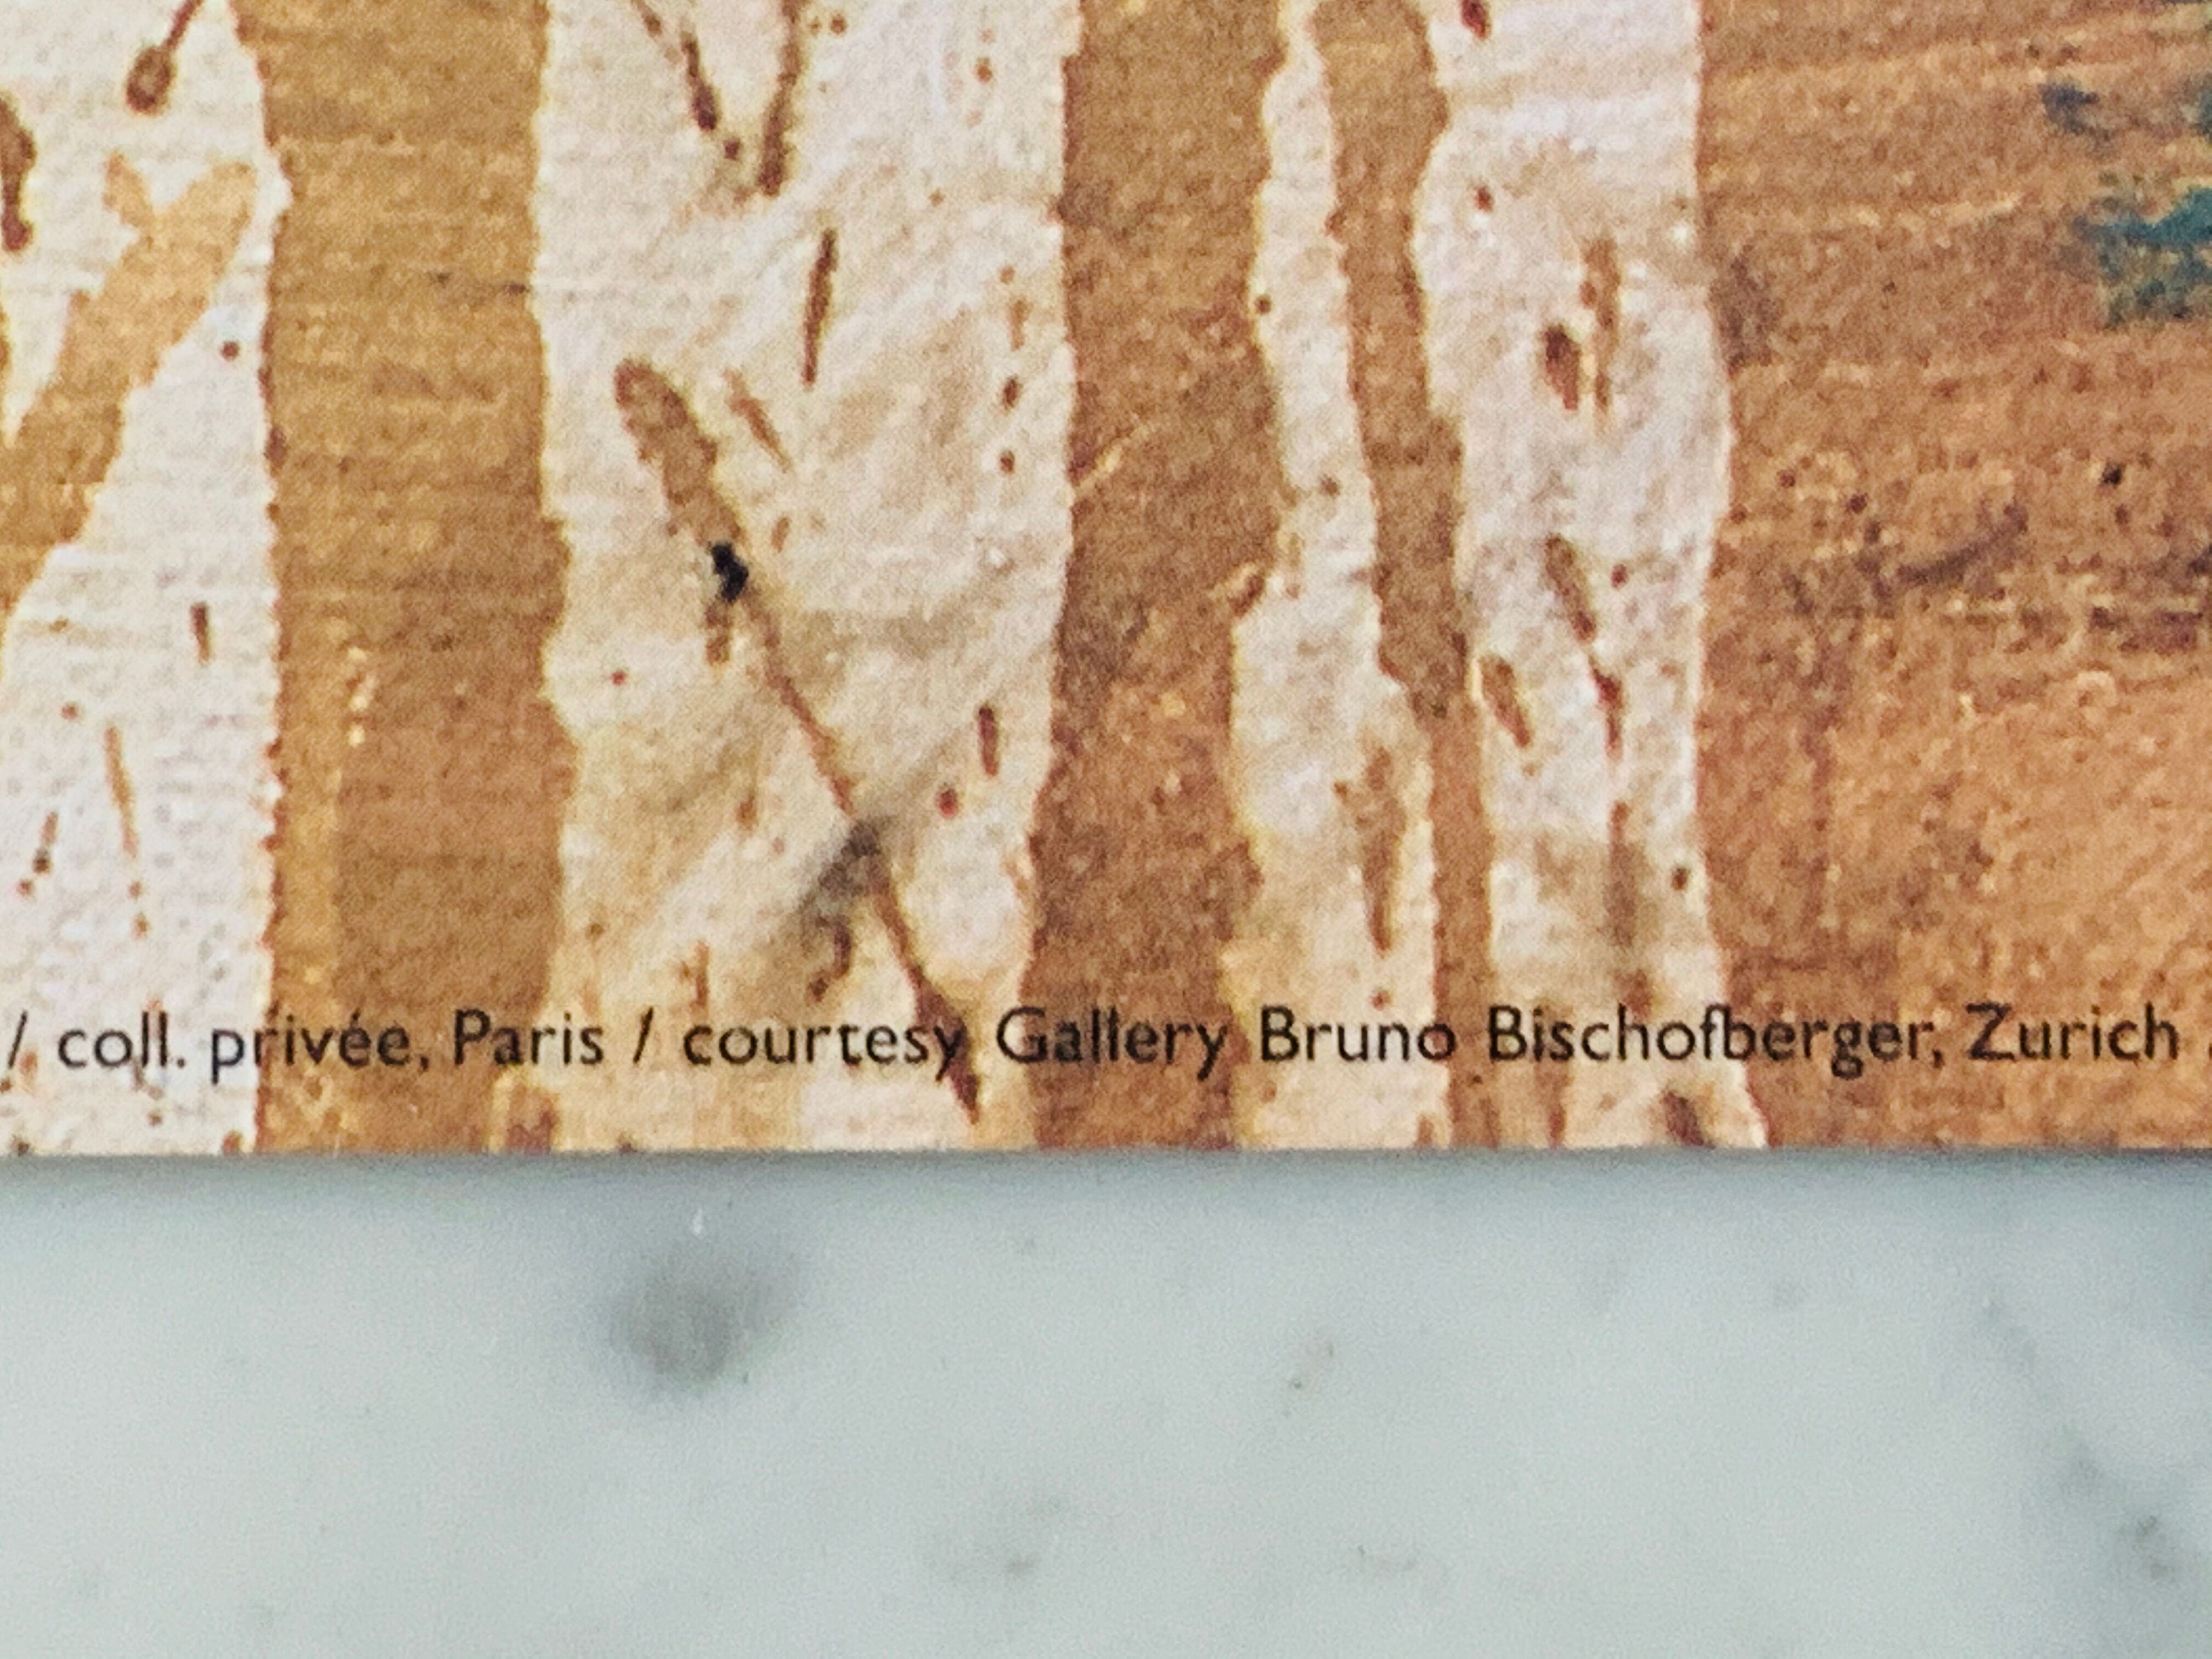 / coll. privée, Paris / courtesy Gallery Bruno Bischofberger, Zurich